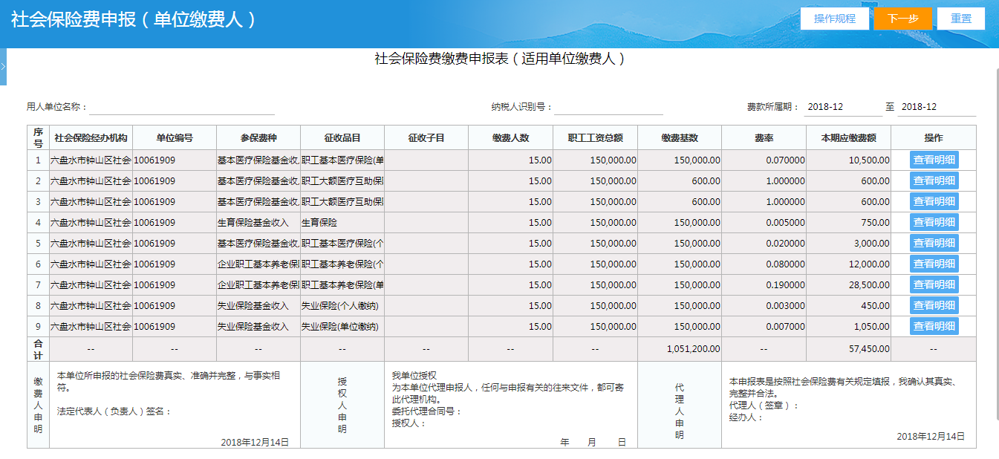 社会保险费申报（单位缴费人）
操作规程 下一步 重置
社会保险费缴费申报表（适用单位缴费人）
用人单位名称： 纳税人识别号： 费款所属期： 2018-12 至 2018-12
序号 社会保险经办机构 单位编号 参保费种 征收品目 征收子目 缴费人数 职工工资总额 缴费基数 费率 本期应缴费额 操作
1 六盘水市钟山区社会 10061909 基本医疗保险基金收 职工基本医疗保险(单 15.00 150,000.00 150,000.00 0.070000 10,500.00 查看明细
2 六盘水市钟山区社会 10061909 基本医疗保险基金收 职工大额医疗互助保 15.00 150,000.00 600.00 1.000000 600.00 查看明细
3 六盘水市钟山区社会 10061909 基本医疗保险基金收 职工大额医疗互助保 15.00 150,000.00 600.00 1.000000 600.00 查看明细
4 六盘水市钟山区社会 10061909 生育保险基金收入 生育保险 15.00 150,000.00 150,000.00 0.005000 750.00 查看明细
5 六盘水市钟山区社会 10061909 基本医疗保险基金收 职工基本医疗保险(个 15.00 150,000.00 150,000.00 0.020000 3,000.00 查看明细
6 六盘水市钟山区社会 10061909 企业职工基本养老保 职工基本养老保险(个 15.00 150,000.00 150,000.00 0.080000 12,000.00 查看明细
7 六盘水市钟山区社会 10061909 企业职工基本养老保 职工基本养老保险(单 15.00 150,000.00 150,000.00 0.190000 28,500.00 查看明细
8 六盘水市钟山区社会 10061909 失业保险基金收入 失业保险(个人缴纳) 15.00 150,000.00 150,000.00 0.003000 450.00 查看明细
9 六盘水市钟山区社会 10061909 失业保险基金收入 失业保险(单位缴纳) 15.00 150,000.00 150,000.00 0.007000 1,050.00 查看明细
合计 -- -- -- -- -- -- -- 1,051,200.00 -- 57,450.00 --
缴费人申明
本单位所申报的社会保险费真实、准确并完整，与事实相
符。
法定代表人（负责人）签名：
2018年12月14日
授权人申明
我单位授权
为本单位代理申报人，任何与申报有关的往来文件，都可寄
此代理机构。
委托代理合同号：
授权人：
年 月 日
代理人申明
本申报表是按照社会保险费有关规定填报，我确认其真实、
完整并合法。
代理人（签章）：
经办人：
2018年12月14日